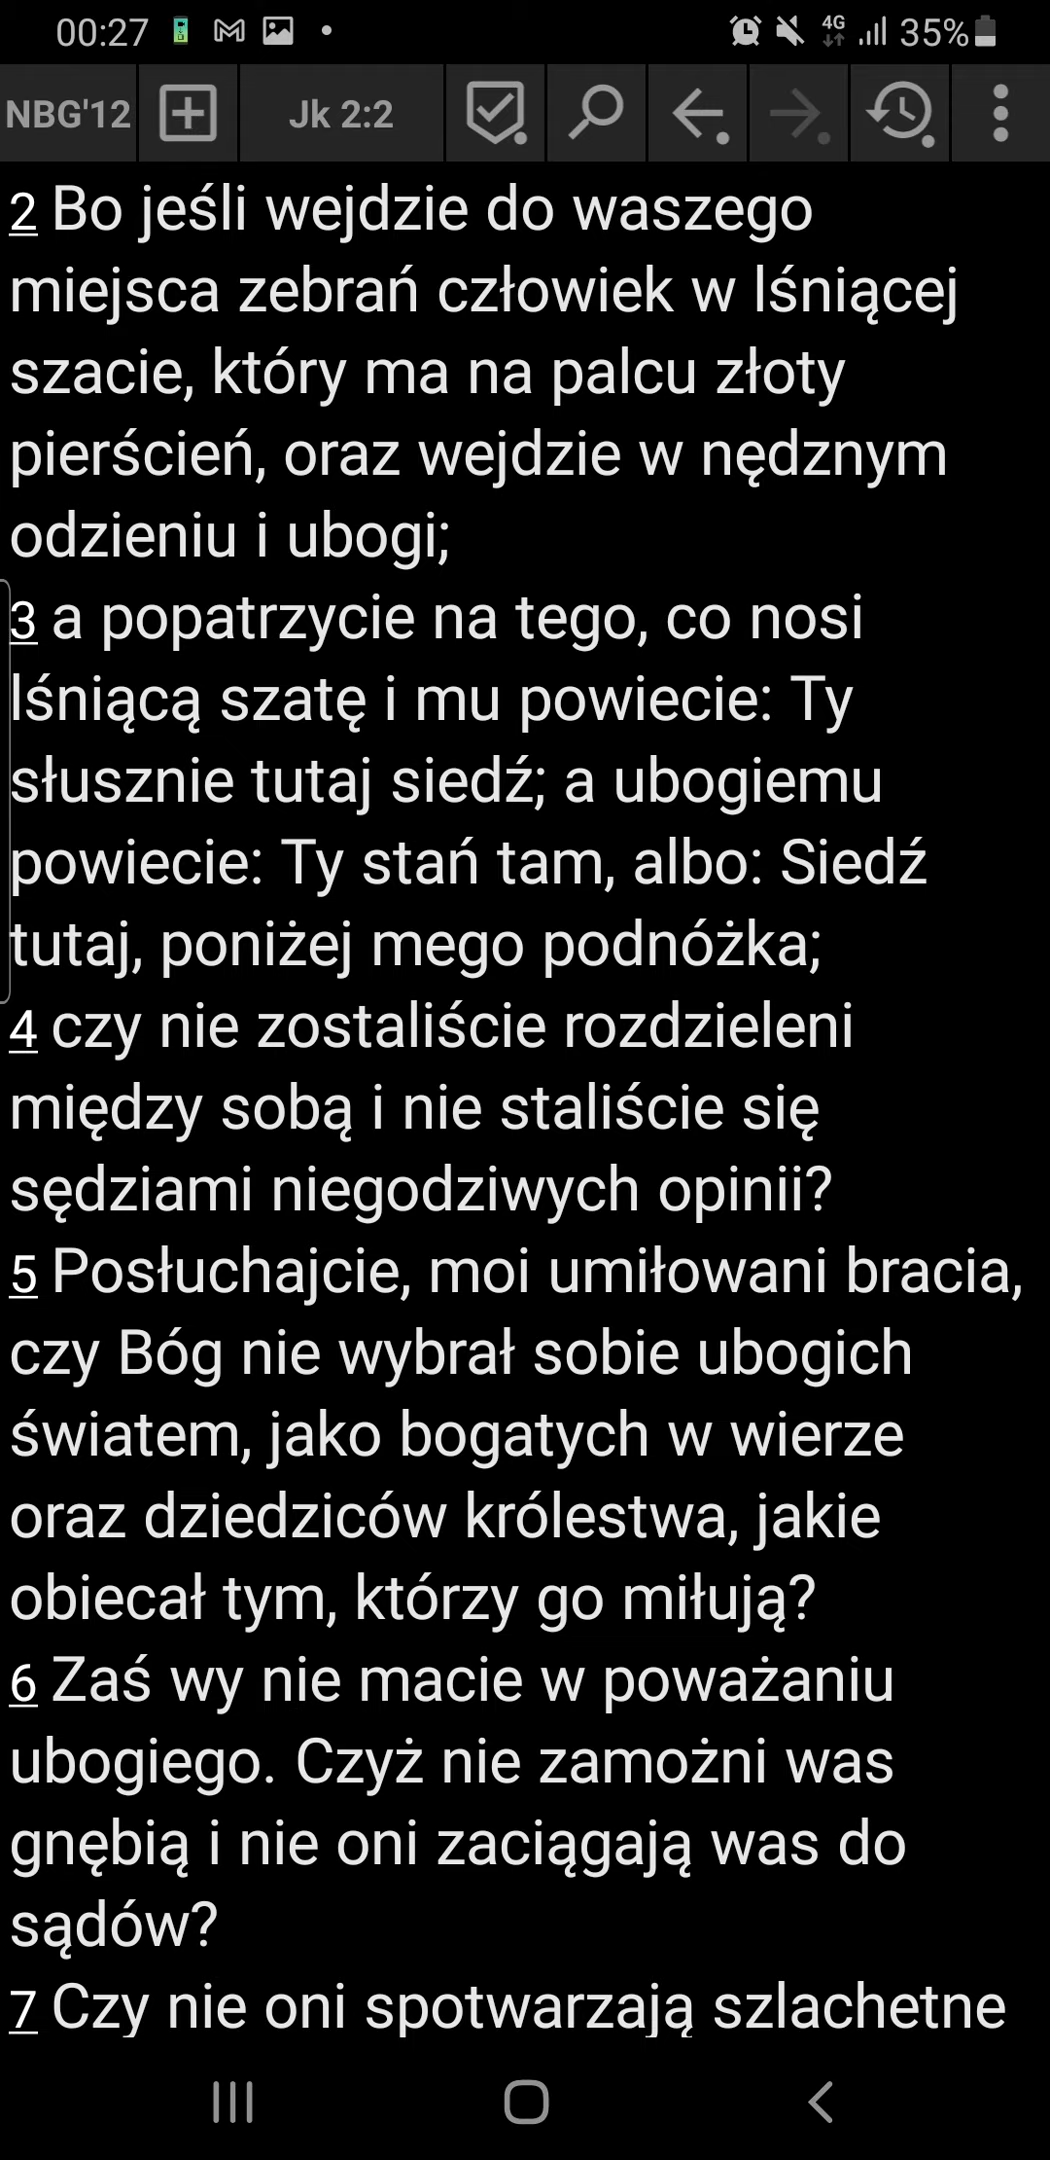 00:27 4G 35%
NBG'12 Jk 2:2
2 Bo jeśli wejdzie do waszego
miejsca zebrań człowiek w lśniącej
szacie, który ma na palcu złoty
pierścień, oraz wejdzie w nędznym
odzieniu i ubogi;
3 a popatrzycie na tego, co nosi
lśniącą szatę i mu powiecie: Ty
słusznie tutaj siedź; a ubogiemu
powiecie: Ty stań tam, albo: Siedź
tutaj, poniżej mego podnóżka;
4 czy nie zostaliście rozdzieleni
między sobą i nie staliście się
sędziami niegodziwych opinii?
5 Posłuchajcie, moi umiłowani bracia,
czy Bóg nie wybrał sobie ubogich
światem, jako bogatych w wierze
oraz dziedziców królestwa, jakie
obiecał tym, którzy go miłują?
6 Zaś wy nie macie w poważaniu
ubogiego. Czyż nie zamożni was
gnębią i nie oni zaciągają was do
sądów?
7 Czy nie oni spotwarzają szlachetne